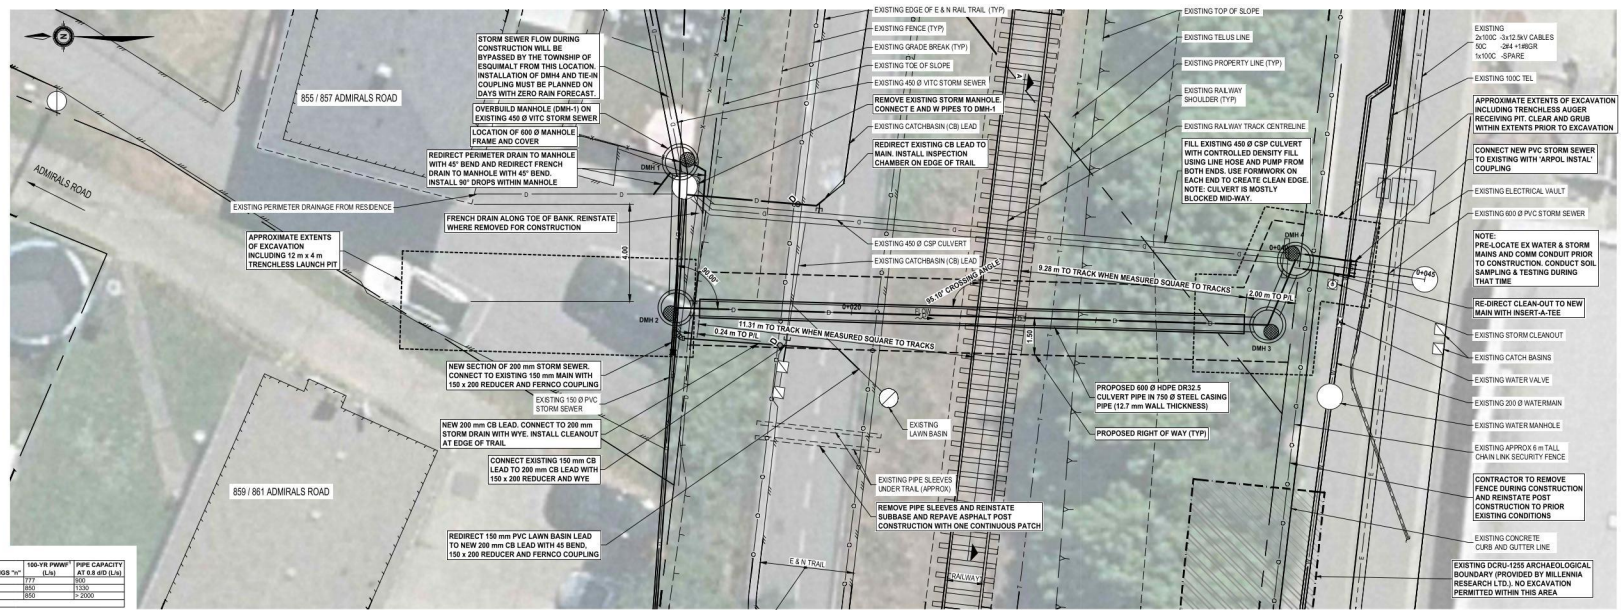 STORM SEWER FLOW DURING
CONSTRUCTION WILL BE
BYPASSED BY THE TOWNSHIP OF
ESQUIMALT FROM THIS LOCATION.
INSTALLATION OF DMH4 AND TIE-IN
COUPLING MUST BE PLANNED ON
DAYS WITH ZERO RAIN FORECAST.
855 / 857 ADMIRALS ROAD
OVERBUILD MANHOLE (DMH-1) ON
EXISTING 450 Ø VITC STORM SEWER
LOCATION OF 600 Ø MANHOLE
FRAME AND COVER
REDIRECT PERIMETER DRAIN TO MANHOLE
WITH 45° BEND AND REDIRECT FRENCH
DRAIN TO MANHOLE WITH 45° BEND.
INSTALL 90° DROPS WITHIN MANHOLE
ADMIRALS ROAD
EXISTING PERIMETER DRAINAGE FROM RESIDENCE
FRENCH DRAIN ALONG TOE OF BANK. REINSTATE
WHERE REMOVED FOR CONSTRUCTION
APPROXIMATE EXTENTS
OF EXCAVATION
INCLUDING 12 m x 4 m
TRENCHLESS LAUNCH PIT
4.00
90.00°
DMH 1
DMH 2
NEW SECTION OF 200 mm STORM SEWER.
CONNECT TO EXISTING 150 mm MAIN WITH
150 x 200 REDUCER AND FERNCO COUPLING
EXISTING 150 Ø PVC
STORM SEWER
NEW 200 mm CB LEAD. CONNECT TO 200 mm
STORM DRAIN WITH WYE. INSTALL CLEANOUT
AT EDGE OF TRAIL
CONNECT EXISTING 150 mm CB
LEAD TO 200 mm CB LEAD WITH
150 x 200 REDUCER AND WYE
859 / 861 ADMIRALS ROAD
REDIRECT 150 mm PVC LAWN BASIN LEAD
TO NEW 200 mm CB LEAD WITH 45 BEND,
150 x 200 REDUCER AND FERNCO COUPLING
NGS "n"
100-YR PWWF
(L/s)
PIPE CAPACITY
AT 0.8 d/D (L/s)
777
900
850
1330
850
> 2000
EXISTING EDGE OF E & N RAIL TRAIL (TYP)
EXISTING FENCE (TYP)
EXISTING GRADE BREAK (TYP)
EXISTING TOE OF SLOPE
EXISTING 450 Ø VITC STORM SEWER
REMOVE EXISTING STORM MANHOLE.
CONNECT E AND W PIPES TO DMH-1
EXISTING CATCHBASIN (CB) LEAD
REDIRECT EXISTING CB LEAD TO
MAIN. INSTALL INSPECTION
CHAMBER ON EDGE OF TRAIL
EXISTING 450 Ø CSP CULVERT
EXISTING CATCHBASIN (CB) LEAD
95.10° CROSSING ANGLE
0+020
11.31 m TO TRACK WHEN MEASURED SQUARE TO TRACKS
0.24 m TO P/L
9.28 m TO TRACK WHEN MEASURED SQUARE TO TRACKS
2.00 m TO P/L
1.50
EXISTING
LAWN BASIN
EXISTING PIPE SLEEVES
UNDER TRAIL (APPROX)
REMOVE PIPE SLEEVES AND REINSTATE
SUBBASE AND REPAVE ASPHALT POST
CONSTRUCTION WITH ONE CONTINUOUS PATCH
E & N TRAIL
RAILWAY
EXISTING TOP OF SLOPE
EXISTING TELUS LINE
EXISTING PROPERTY LINE (TYP)
EXISTING RAILWAY
SHOULDER (TYP)
EXISTING RAILWAY TRACK CENTRELINE
FILL EXISTING 450 Ø CSP CULVERT
WITH CONTROLLED DENSITY FILL
USING LINE HOSE AND PUMP FROM
BOTH ENDS. USE FORMWORK ON
EACH END TO CREATE CLEAN EDGE.
NOTE: CULVERT IS MOSTLY
BLOCKED MID-WAY.
DMH 4
0+040
DMH 3
0+045
PROPOSED 600 Ø HDPE DR32.5
CULVERT PIPE IN 750 Ø STEEL CASING
PIPE (12.7 mm WALL THICKNESS)
PROPOSED RIGHT OF WAY (TYP)
EXISTING
2x100C -3x12.5kV CABLES
50C -2#4 +1#8GR
1x100C -SPARE
EXISTING 100C TEL
APPROXIMATE EXTENTS OF EXCAVATION
INCLUDING TRENCHLESS AUGER
RECEIVING PIT. CLEAR AND GRUB
WITHIN EXTENTS PRIOR TO EXCAVATION
CONNECT NEW PVC STORM SEWER
TO EXISTING WITH 'ARPOL INSTAL'
COUPLING
EXISTING ELECTRICAL VAULT
EXISTING 600 Ø PVC STORM SEWER
NOTE:
PRE-LOCATE EX WATER & STORM
MAINS AND COMM CONDUIT PRIOR
TO CONSTRUCTION. CONDUCT SOIL
SAMPLING & TESTING DURING
THAT TIME
RE-DIRECT CLEAN-OUT TO NEW
MAIN WITH INSERT-A-TEE
EXISTING STORM CLEANOUT
EXISTING CATCH BASINS
EXISTING WATER VALVE
EXISTING 200 Ø WATERMAIN
EXISTING WATER MANHOLE
EXISTING APPROX 6 m TALL
CHAIN LINK SECURITY FENCE
CONTRACTOR TO REMOVE
FENCE DURING CONSTRUCTION
AND REINSTATE POST
CONSTRUCTION TO PRIOR
EXISTING CONDITIONS
EXISTING CONCRETE
CURB AND GUTTER LINE
EXISTING DCRU-1255 ARCHAEOLOGICAL
BOUNDARY (PROVIDED BY MILLENNIA
RESEARCH LTD.). NO EXCAVATION
PERMITTED WITHIN THIS AREA